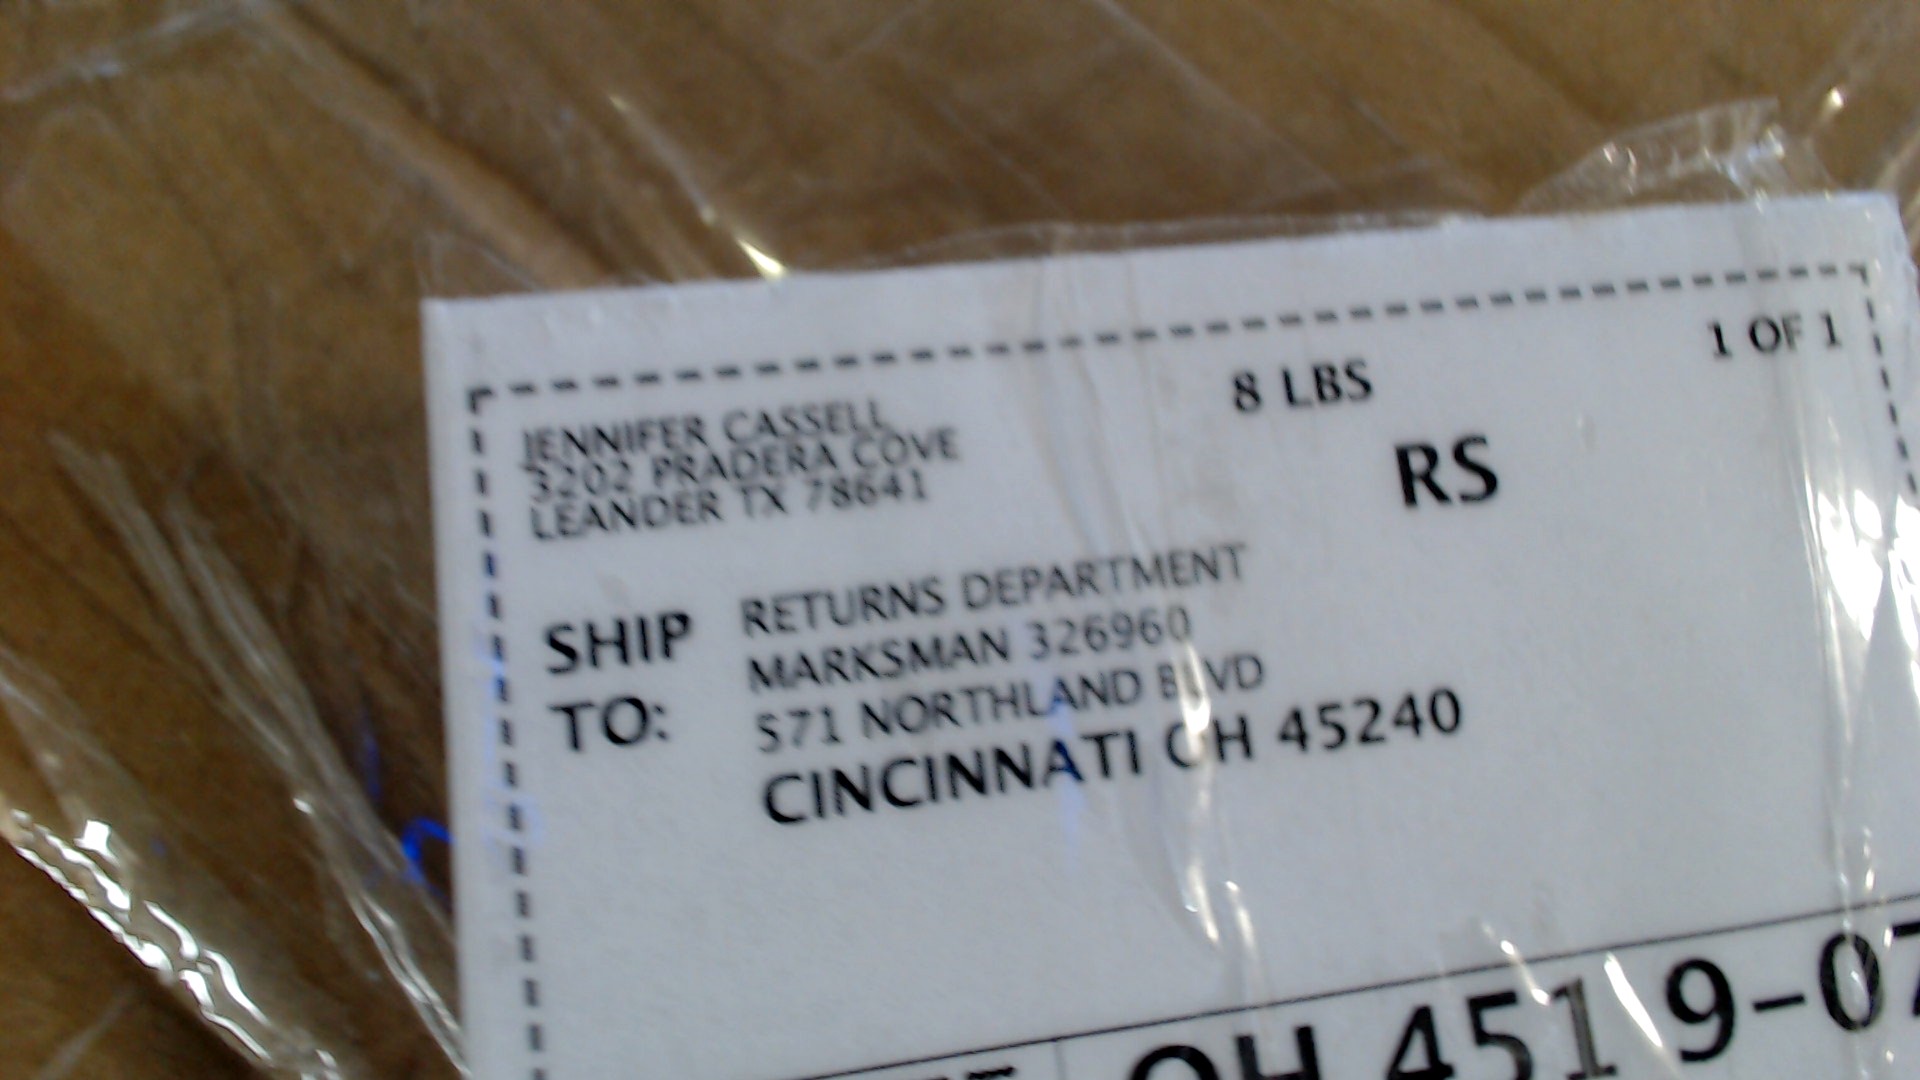 JENNIFER CASSELL
3202 PRADERA COVE
LEANDER TX 78641
8 LBS
1 OF 1
RS
SHIP TO:
RETURNS DEPARTMENT
MARKSMAN 326960
571 NORTHLAND BLVD
CINCINNATI OH 45240
OH 451 9-07